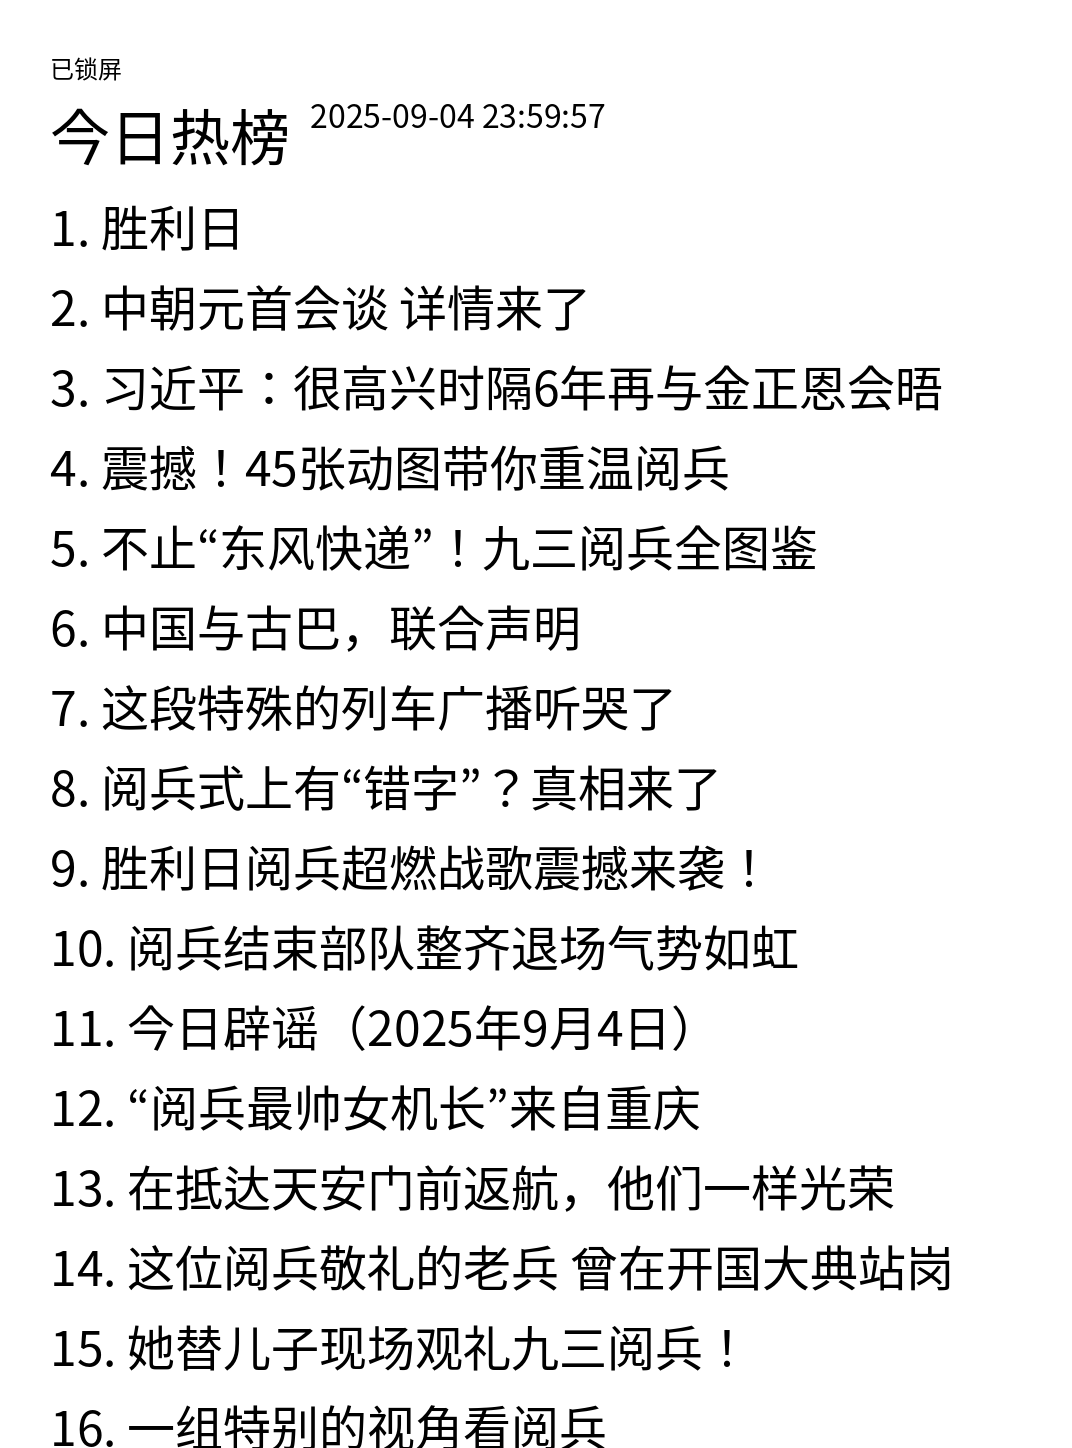 已锁屏
今日热榜 2025-09-04 23:59:57
1. 胜利日
2. 中朝元首会谈 详情来了
3. 习近平：很高兴时隔6年再与金正恩会晤
4. 震撼！45张动图带你重温阅兵
5. 不止“东风快递”！九三阅兵全图鉴
6. 中国与古巴，联合声明
7. 这段特殊的列车广播听哭了
8. 阅兵式上有“错字”？真相来了
9. 胜利日阅兵超燃战歌震撼来袭！
10. 阅兵结束部队整齐退场气势如虹
11. 今日辟谣（2025年9月4日）
12. “阅兵最帅女机长”来自重庆
13. 在抵达天安门前返航，他们一样光荣
14. 这位阅兵敬礼的老兵 曾在开国大典站岗
15. 她替儿子现场观礼九三阅兵！
16. 一组特别的视角看阅兵